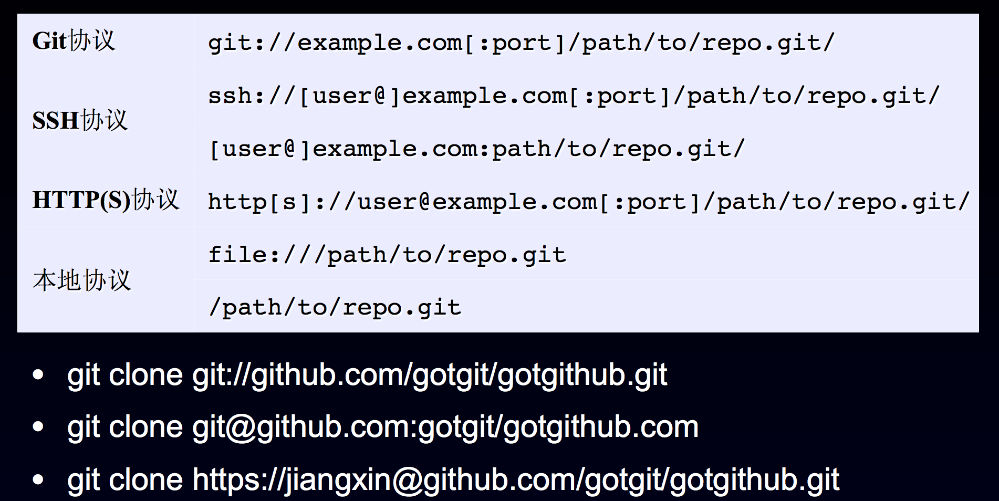 Git协议
git://example.com[:port]/path/to/repo.git/
SSH协议
ssh://[user@]example.com[:port]/path/to/repo.git/
[user@]example.com:path/to/repo.git/
HTTP(S)协议
http[s]://user@example.com[:port]/path/to/repo.git/
本地协议
file:///path/to/repo.git
/path/to/repo.git
• git clone git://github.com/gotgit/gotgithub.git
• git clone git@github.com:gotgit/gotgithub.com
• git clone https://jiangxin@github.com/gotgit/gotgithub.git